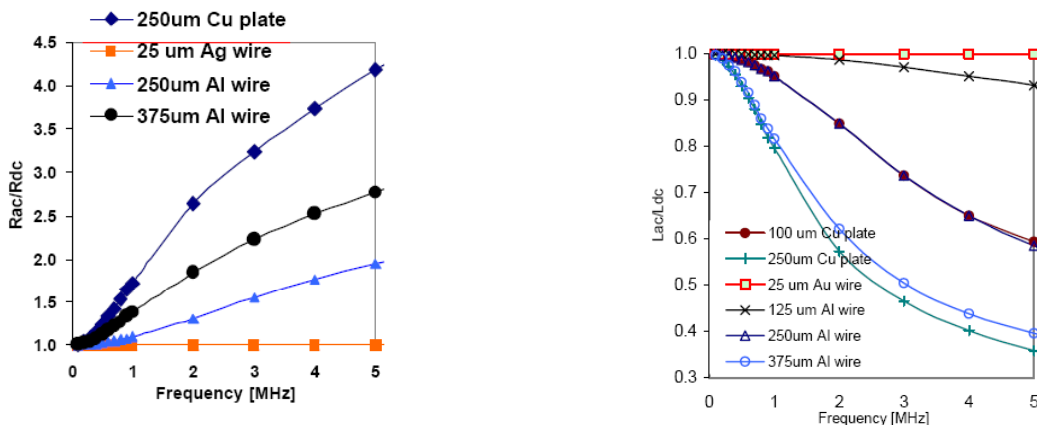 250um Cu plate
25 um Ag wire
250um Al wire
375um Al wire
4.5
4.0
3.5
3.0
2.5
2.0
1.5
1.0
Rac/Rdc
0 1 2 3 4 5
Frequency [MHz]
1.0
0.9
0.8
0.7
0.6
0.5
0.4
0.3
Lac/Ldc
100 um Cu plate
250um Cu plate
25 um Au wire
125 um Al wire
250um Al wire
375um Al wire
0 1 2 3 4 5
Frequency [MHz]